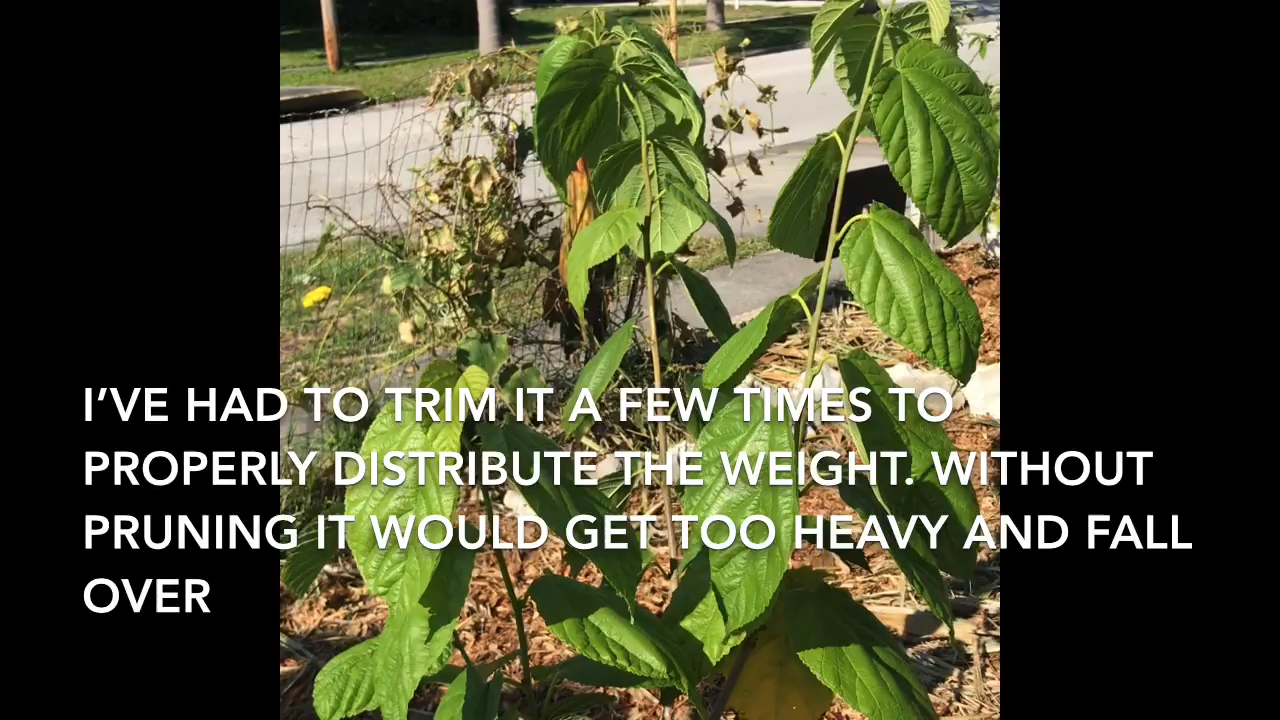 I’VE HAD TO TRIM IT A FEW TIMES TO
PROPERLY DISTRIBUTE THE WEIGHT. WITHOUT
PRUNING IT WOULD GET TOO HEAVY AND FALL
OVER